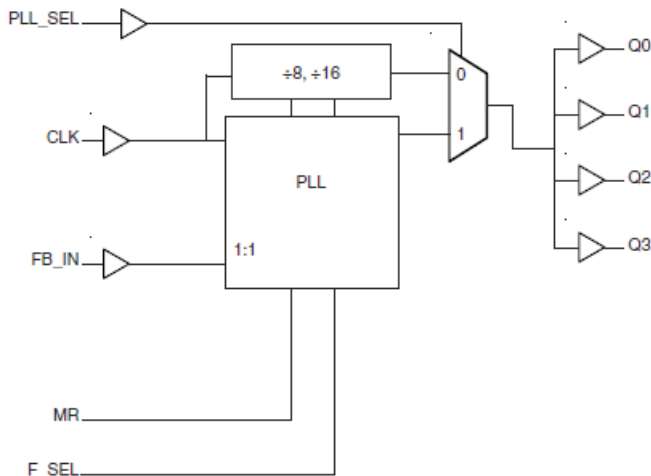 PLL_SEL
÷8, ÷16
0
Q0
Q1
CLK
1
PLL
Q2
1:1
Q3
FB_IN
MR
F_SEL